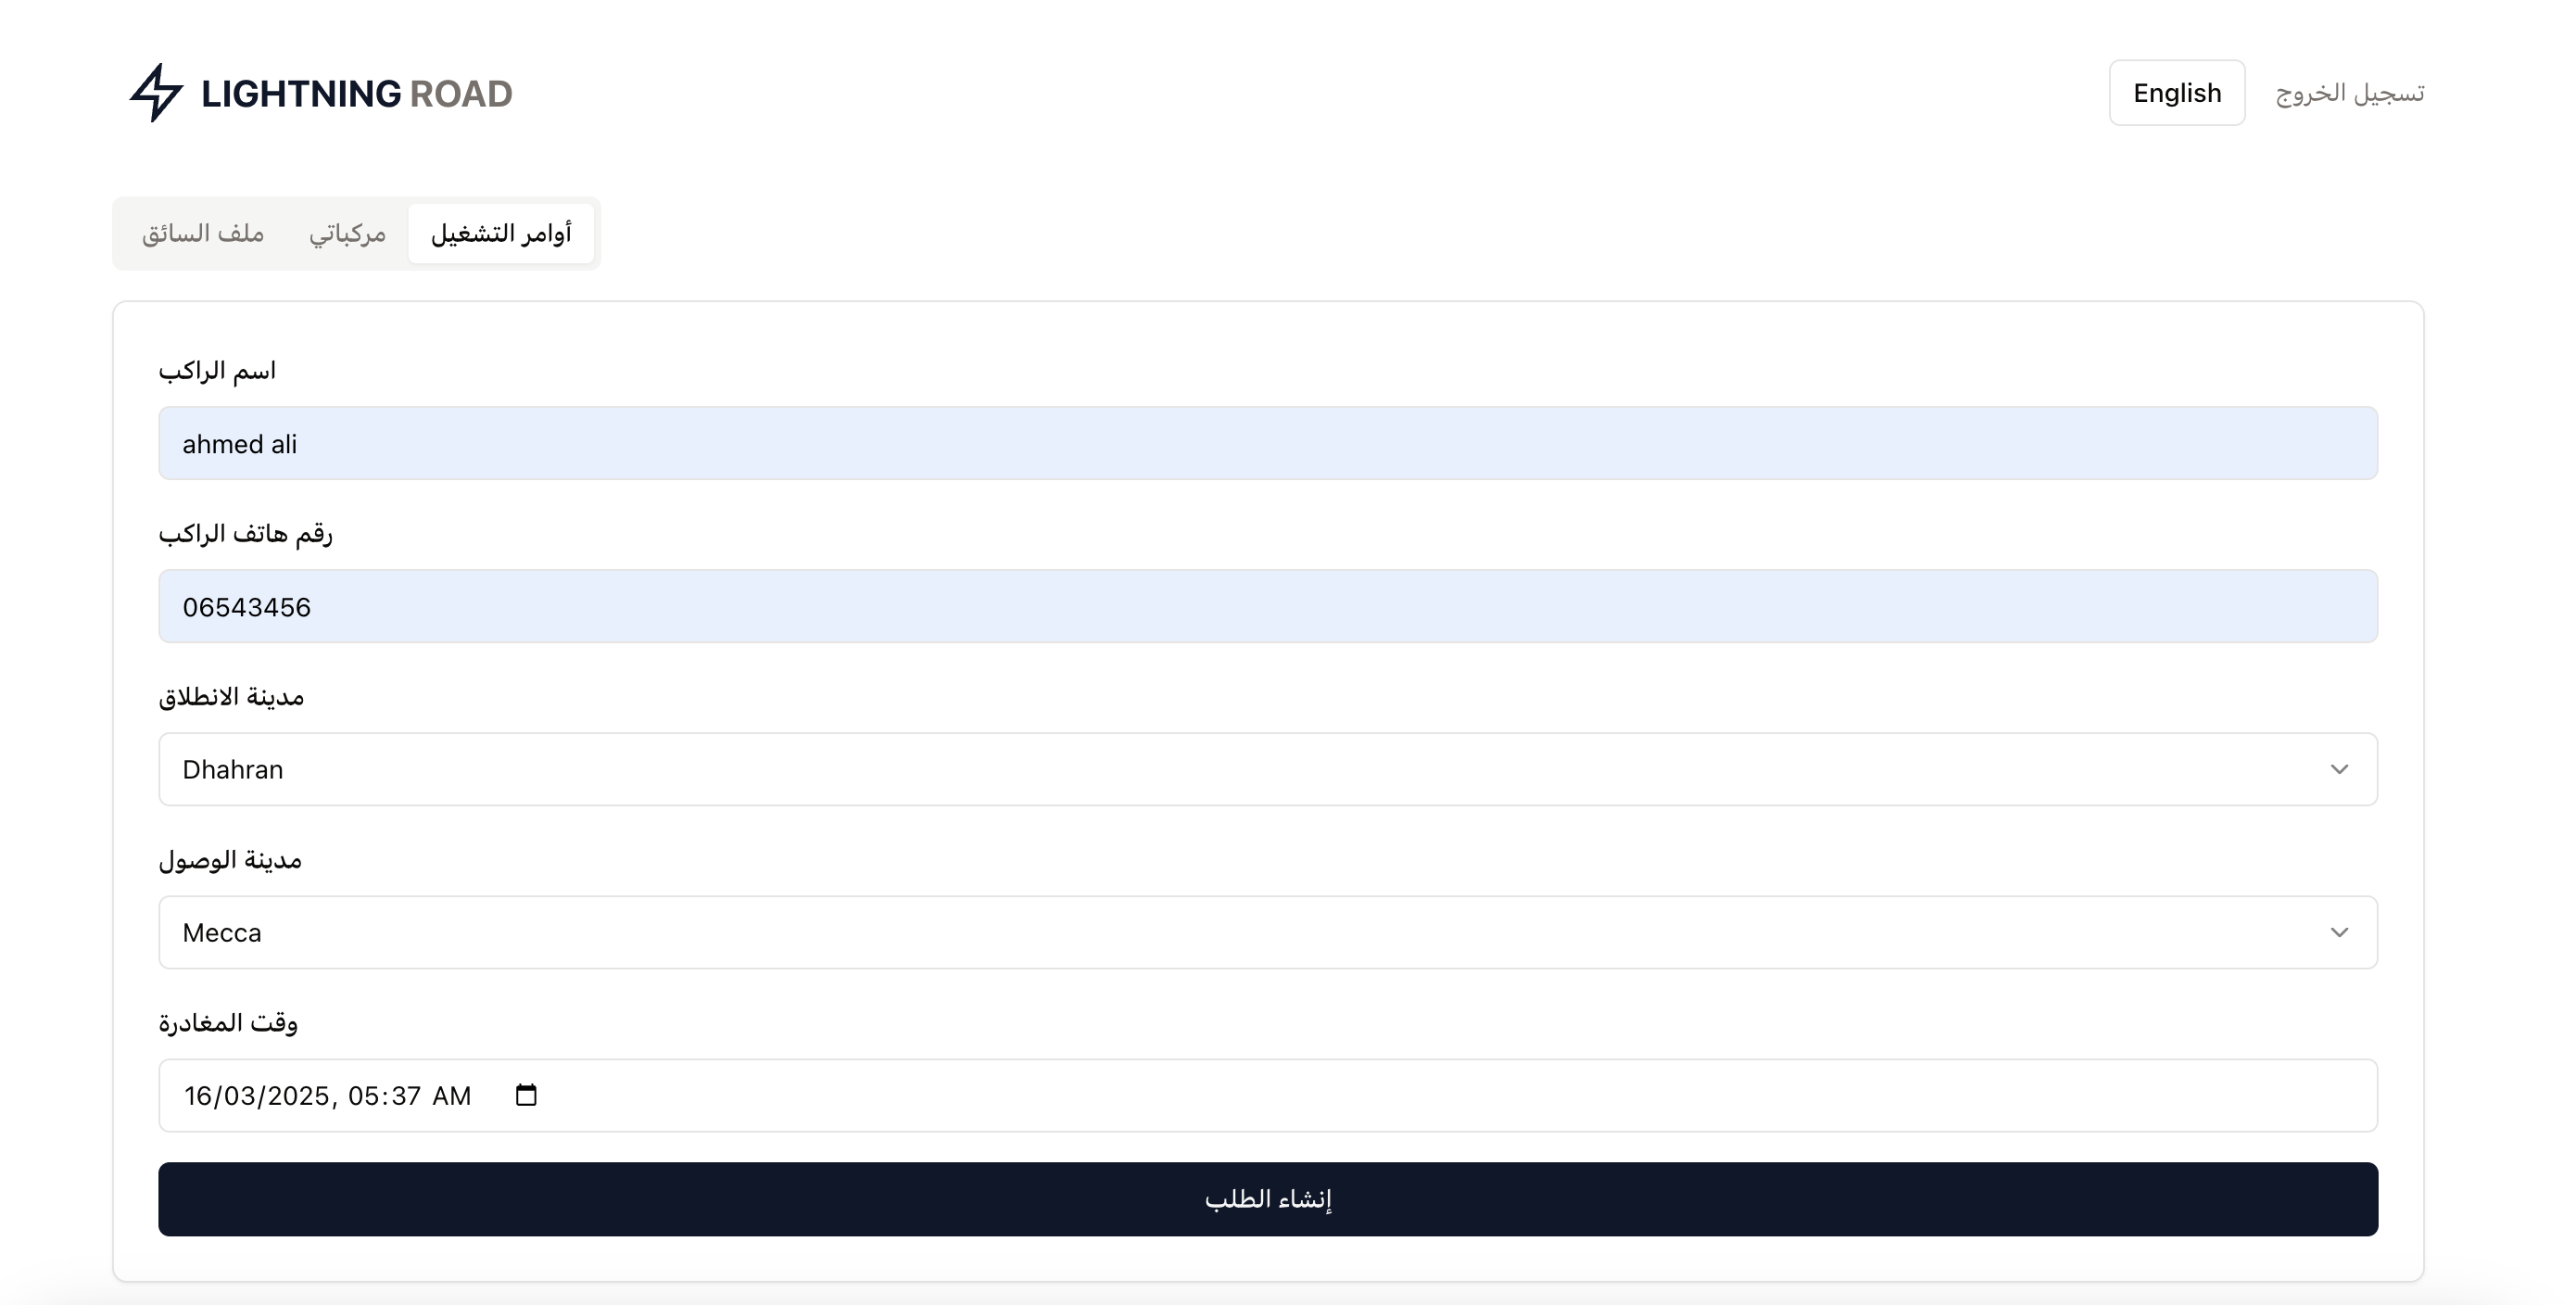 LIGHTNING ROAD
English
تسجيل الخروج
ملف السائق
مركباتي
أوامر التشغيل
اسم الراكب
ahmed ali
رقم هاتف الراكب
06543456
مدينة الانطلاق
Dhahran
مدينة الوصول
Mecca
وقت المغادرة
16/03/2025, 05:37 AM
إنشاء الطلب